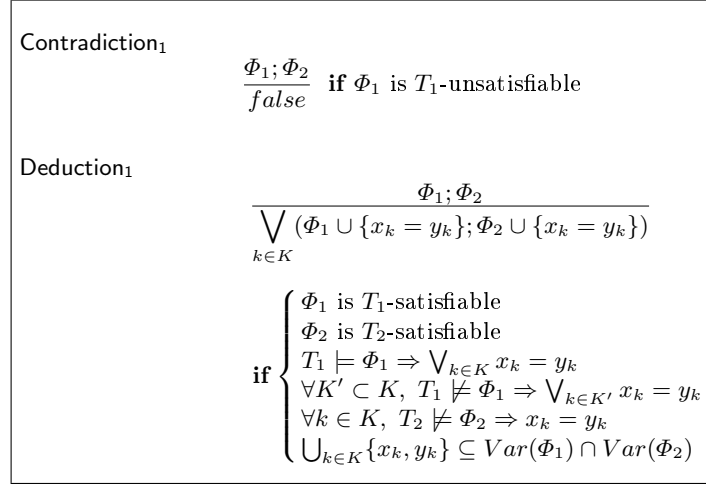 Contradiction₁
Φ₁; Φ₂
false
if Φ₁ is T₁-unsatisfiable
Deduction₁
Φ₁; Φ₂
⋁_{k∈K} (Φ₁ ∪ {x_k = y_k}; Φ₂ ∪ {x_k = y_k})
if {
Φ₁ is T₁-satisfiable
Φ₂ is T₂-satisfiable
T₁ ⊨ Φ₁ ⇒ ⋁_{k∈K} x_k = y_k
∀K′ ⊂ K, T₁ ⊭ Φ₁ ⇒ ⋁_{k∈K′} x_k = y_k
∀k ∈ K, T₂ ⊭ Φ₂ ⇒ x_k = y_k
⋃_{k∈K} {x_k, y_k} ⊆ Var(Φ₁) ∩ Var(Φ₂)